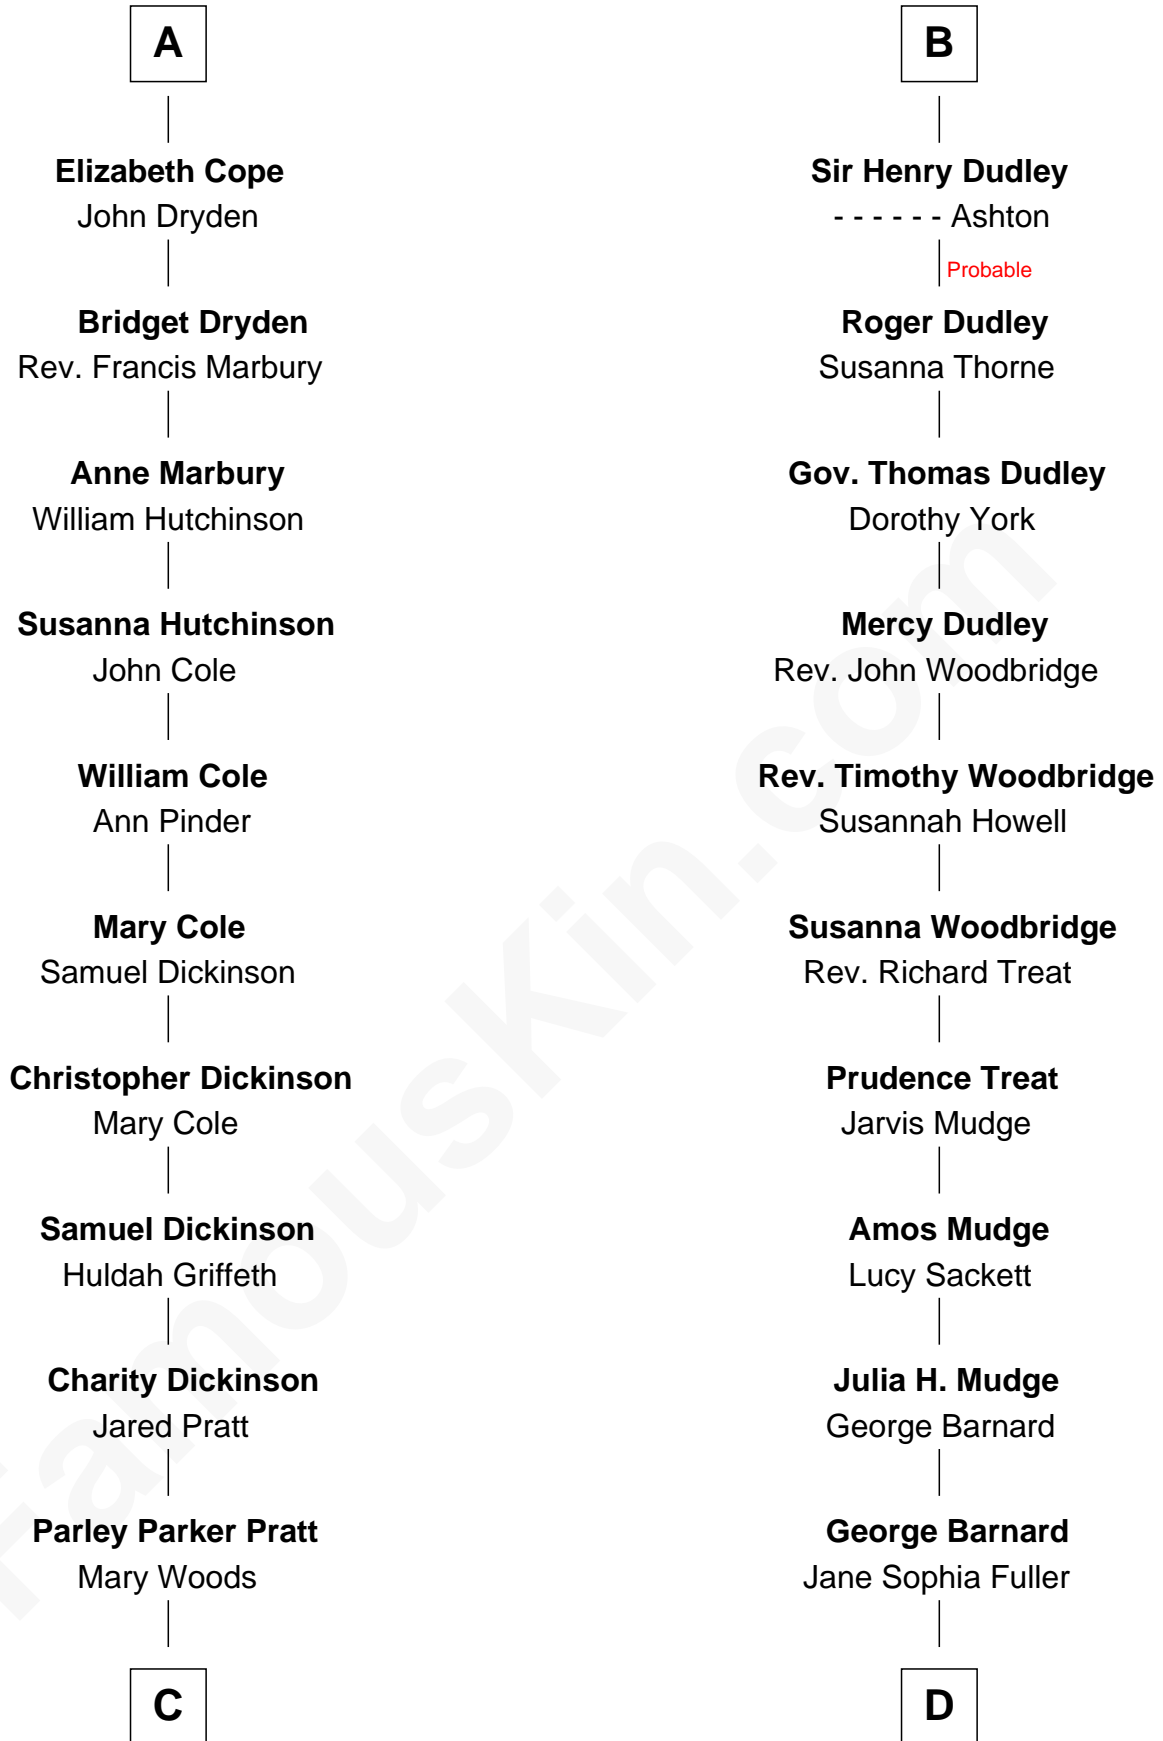 A
Elizabeth Cope
John Dryden
Bridget Dryden
Rev. Francis Marbury
Anne Marbury
William Hutchinson
Susanna Hutchinson
John Cole
William Cole
Ann Pinder
Mary Cole
Samuel Dickinson
Christopher Dickinson
Mary Cole
Samuel Dickinson
Huldah Griffeth
Charity Dickinson
Jared Pratt
Parley Parker Pratt
Mary Woods
C
B
Sir Henry Dudley
- - - - - - Ashton
Probable
Roger Dudley
Susanna Thorne
Gov. Thomas Dudley
Dorothy York
Mercy Dudley
Rev. John Woodbridge
Rev. Timothy Woodbridge
Susannah Howell
Susanna Woodbridge
Rev. Richard Treat
Prudence Treat
Jarvis Mudge
Amos Mudge
Lucy Sackett
Julia H. Mudge
George Barnard
George Barnard
Jane Sophia Fuller
D
FamousKin.com